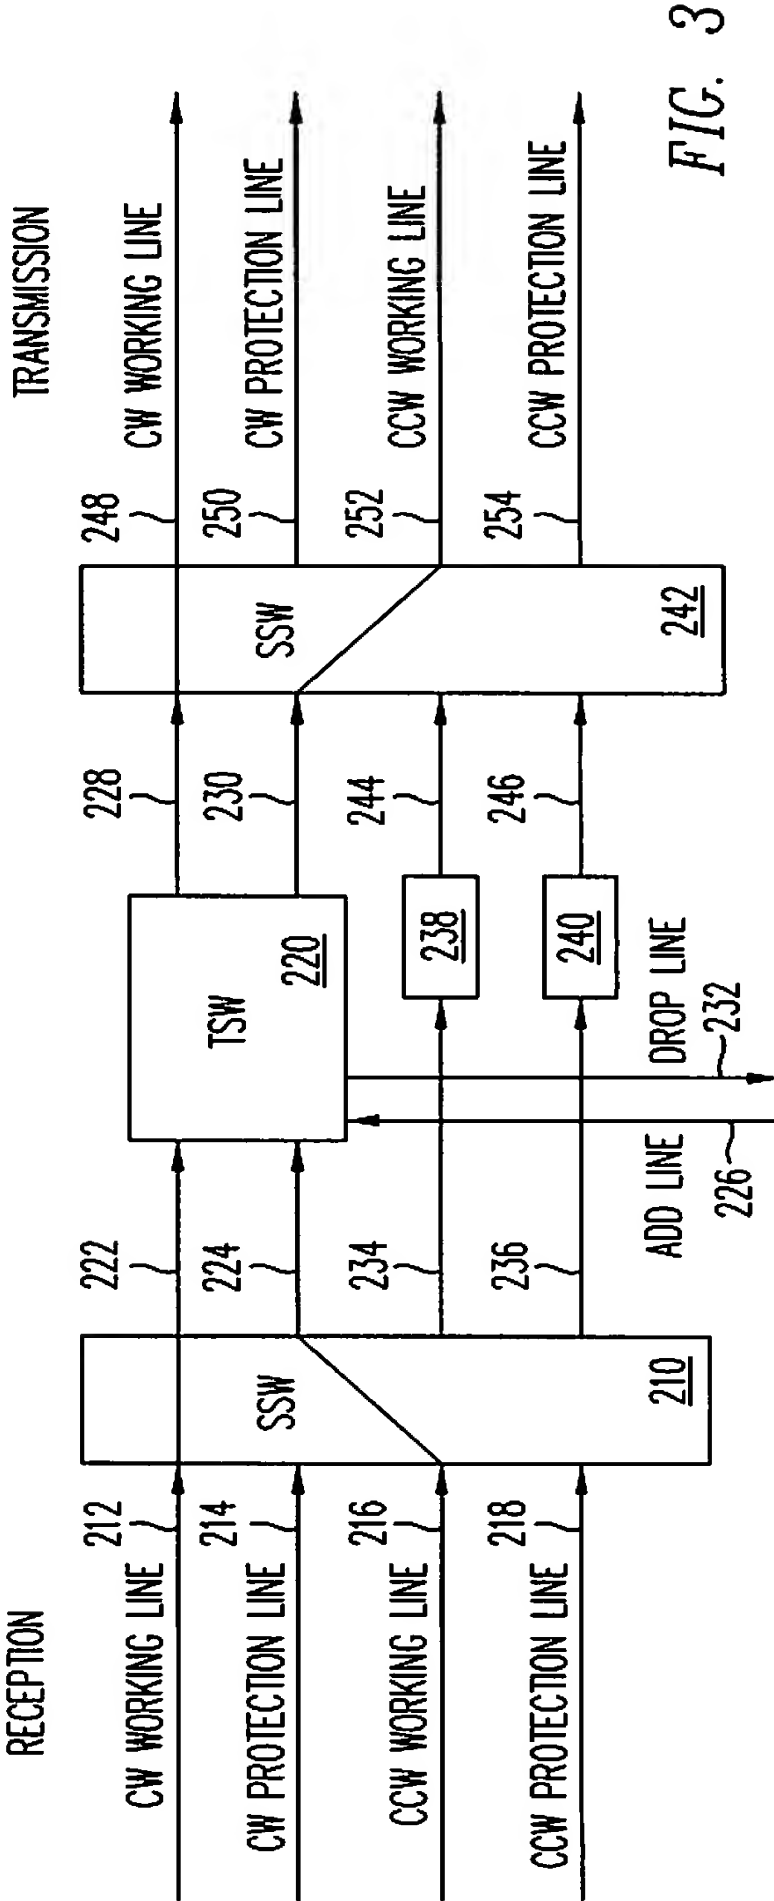 RECEPTION
TRANSMISSION
CW WORKING LINE
212
222
228
248
CW WORKING LINE
CW PROTECTION LINE
214
SSW
224
TSW
230
SSW
250
CW PROTECTION LINE
220
CCW WORKING LINE
216
234
238
244
252
CCW WORKING LINE
CCW PROTECTION LINE
218
236
240
246
254
CCW PROTECTION LINE
210
242
ADD LINE
DROP LINE
226
232
FIG. 3